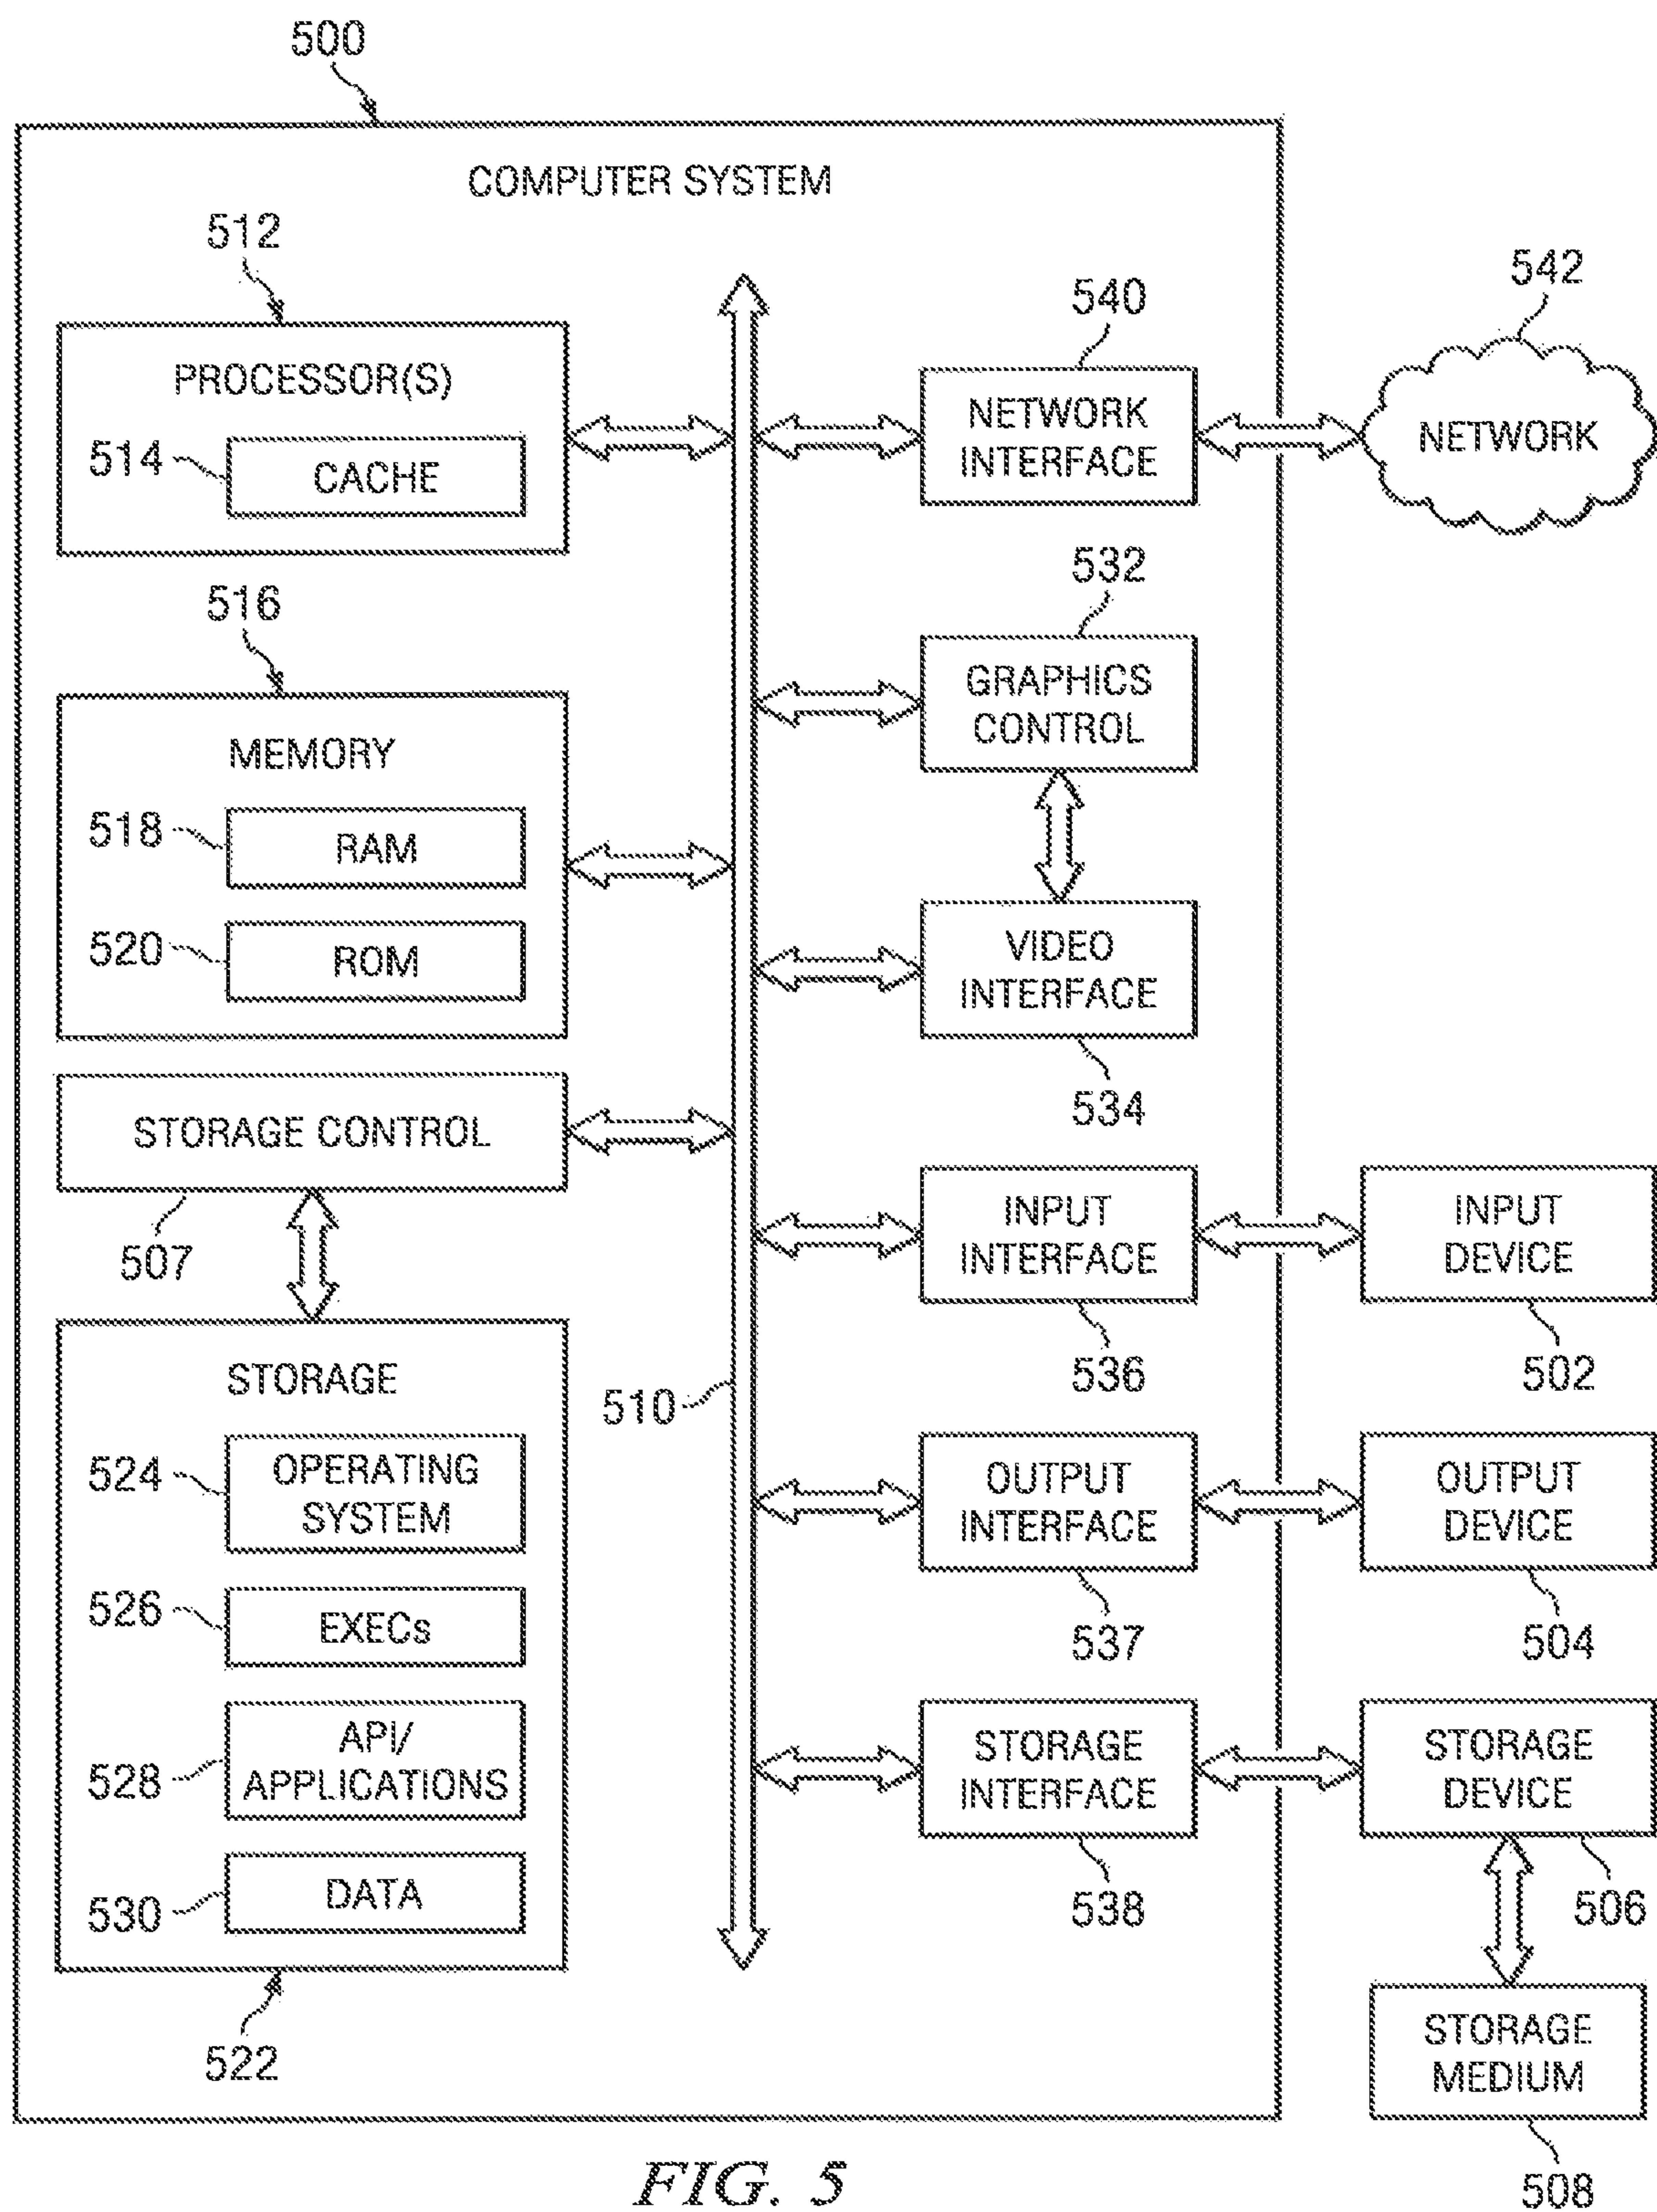 500
COMPUTER SYSTEM
512
PROCESSOR(S)
514
CACHE
516
MEMORY
518
RAM
520
ROM
STORAGE CONTROL
507
STORAGE
524
OPERATING
SYSTEM
526
EXECs
528
API/
APPLICATIONS
530
DATA
522
510
540
NETWORK
INTERFACE
542
NETWORK
532
GRAPHICS
CONTROL
VIDEO
INTERFACE
534
INPUT
INTERFACE
536
INPUT
DEVICE
502
OUTPUT
INTERFACE
537
OUTPUT
DEVICE
504
STORAGE
INTERFACE
538
STORAGE
DEVICE
506
STORAGE
MEDIUM
508
FIG. 5